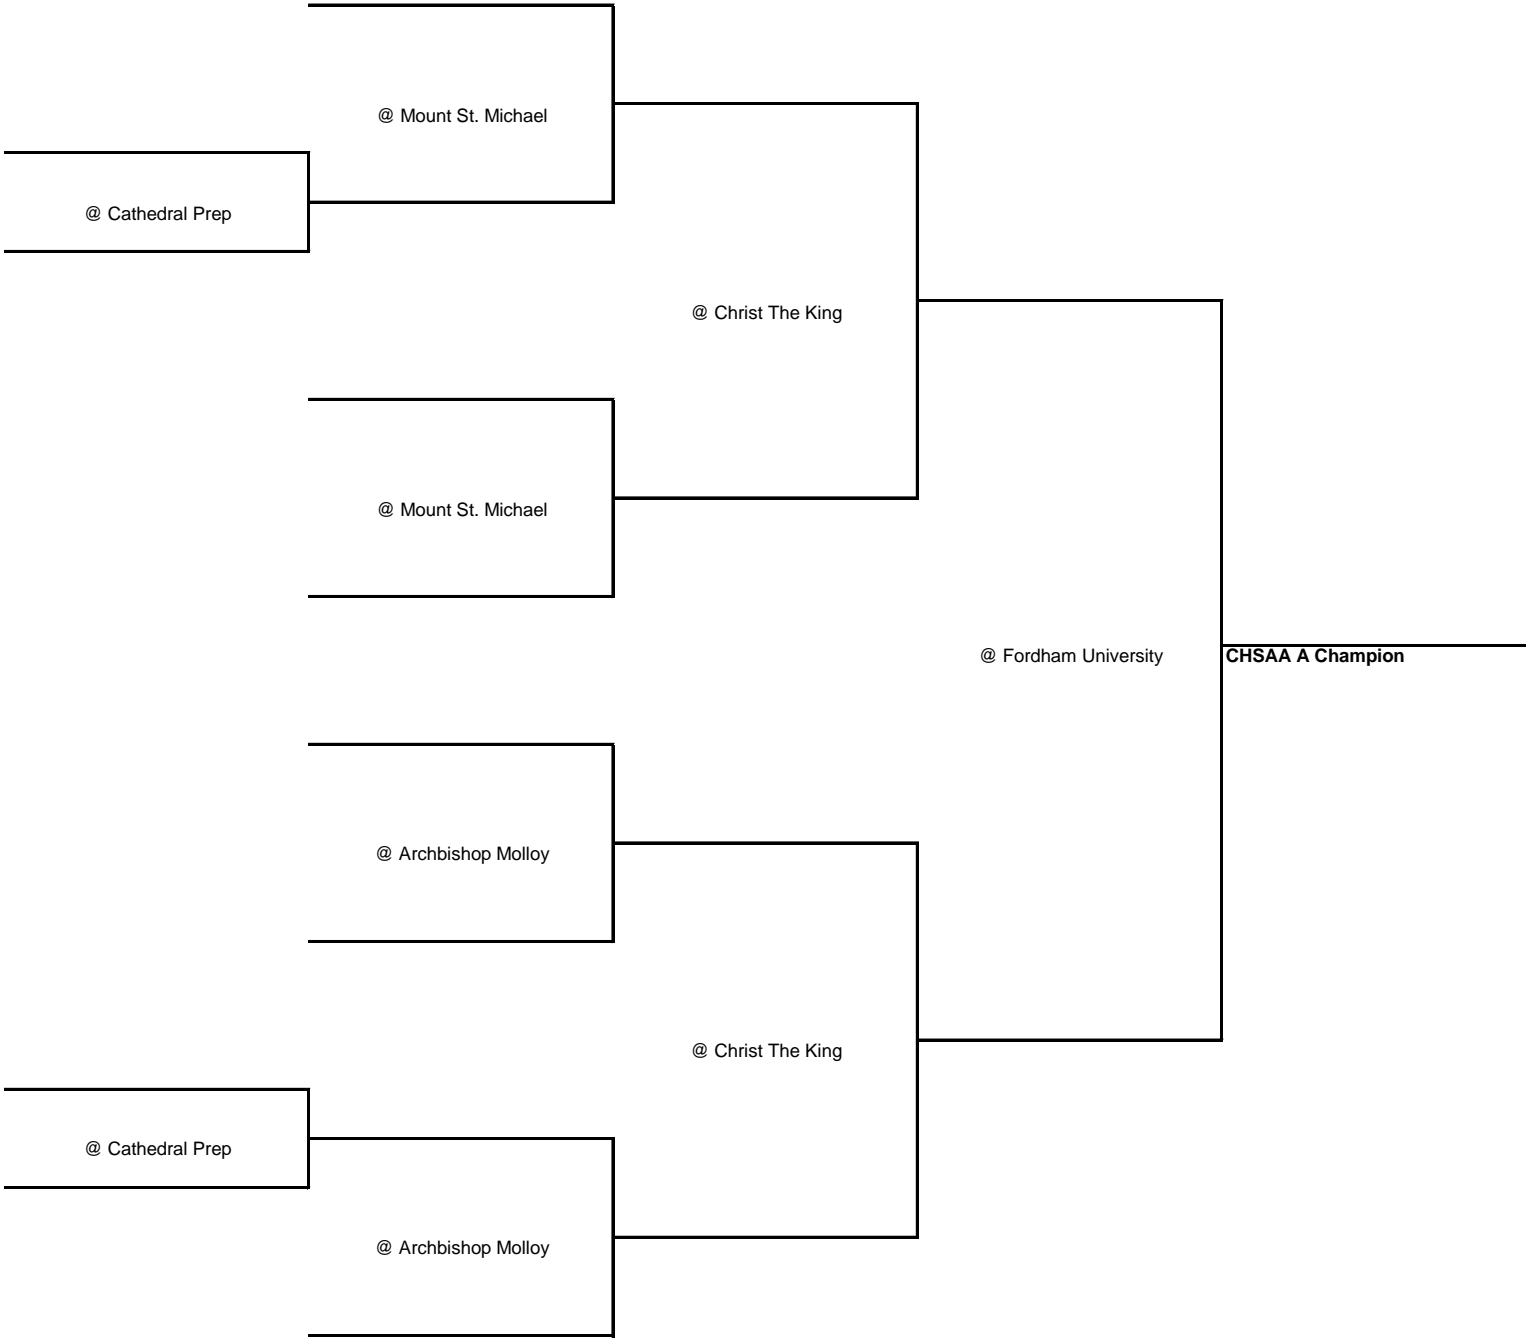 @ Mount St. Michael
@ Cathedral Prep
@ Christ The King
@ Mount St. Michael
@ Fordham University
CHSAA A Champion
@ Archbishop Molloy
@ Christ The King
@ Cathedral Prep
@ Archbishop Molloy